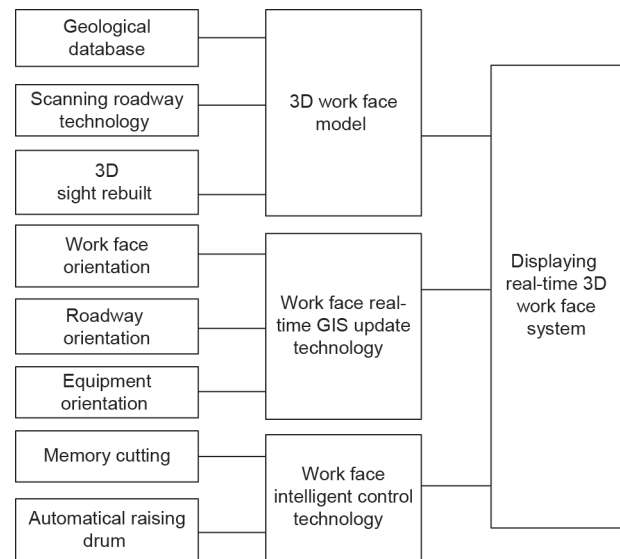 Geological
database
Scanning roadway
technology
3D
sight rebuilt
Work face
orientation
Roadway
orientation
Equipment
orientation
Memory cutting
Automatical raising
drum
3D work face
model
Work face real-
time GIS update
technology
Work face
intelligent control
technology
Displaying
real-time 3D
work face
system